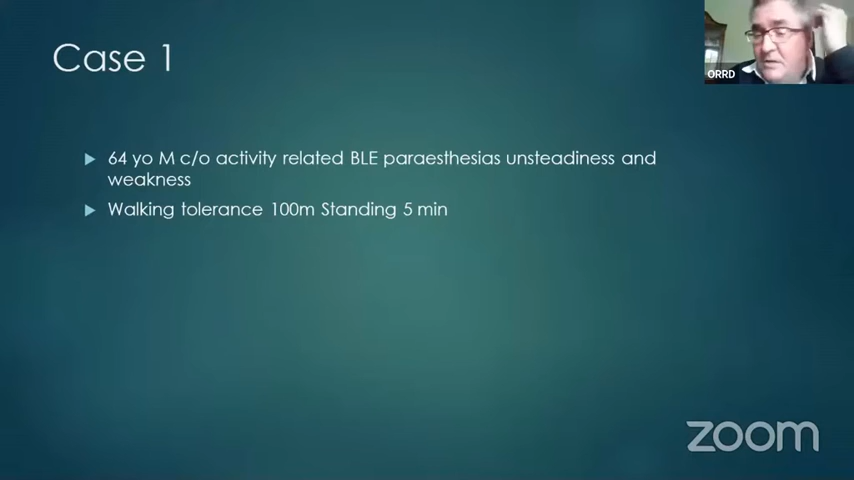 Case 1
ORRD
64 yo M c/o activity related BLE paraesthesias unsteadiness and
weakness
Walking tolerance 100m Standing 5 min
zoom